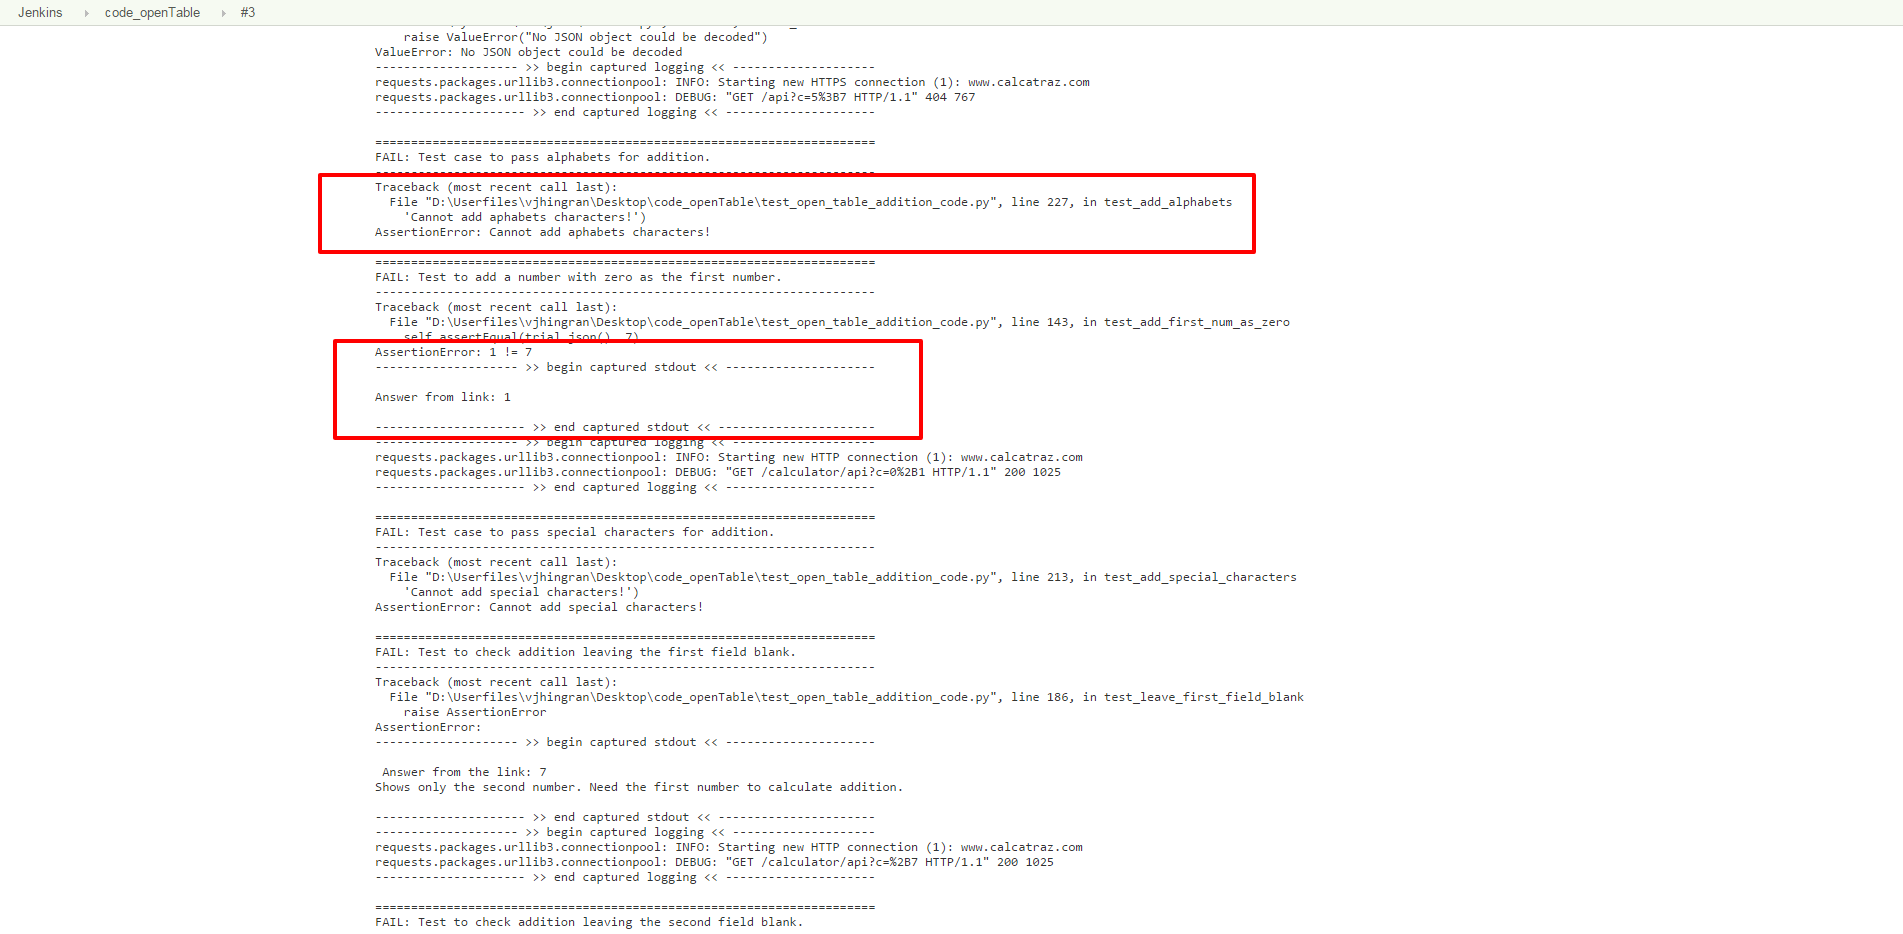 Jenkins code_openTable #3
raise ValueError("No JSON object could be decoded")
ValueError: No JSON object could be decoded
-------------------- >> begin captured logging << --------------------
requests.packages.urllib3.connectionpool: INFO: Starting new HTTPS connection (1): www.calcatraz.com
requests.packages.urllib3.connectionpool: DEBUG: "GET /api?c=5%3B7 HTTP/1.1" 404 767
--------------------- >> end captured logging << ---------------------
======================================================================
FAIL: Test case to pass alphabets for addition.
----------------------------------------------------------------------
Traceback (most recent call last):
File "D:\Userfiles\vjhingran\Desktop\code_openTable\test_open_table_addition_code.py", line 227, in test_add_alphabets
'Cannot add aphabets characters!')
AssertionError: Cannot add aphabets characters!
======================================================================
FAIL: Test to add a number with zero as the first number.
----------------------------------------------------------------------
Traceback (most recent call last):
File "D:\Userfiles\vjhingran\Desktop\code_openTable\test_open_table_addition_code.py", line 143, in test_add_first_num_as_zero
self.assertEqual(trial.json(), 7)
AssertionError: 1 != 7
-------------------- >> begin captured stdout << ---------------------
Answer from link: 1
--------------------- >> end captured stdout << ----------------------
-------------------- >> begin captured logging << --------------------
requests.packages.urllib3.connectionpool: INFO: Starting new HTTP connection (1): www.calcatraz.com
requests.packages.urllib3.connectionpool: DEBUG: "GET /calculator/api?c=0%2B1 HTTP/1.1" 200 1025
--------------------- >> end captured logging << ---------------------
======================================================================
FAIL: Test case to pass special characters for addition.
----------------------------------------------------------------------
Traceback (most recent call last):
File "D:\Userfiles\vjhingran\Desktop\code_openTable\test_open_table_addition_code.py", line 213, in test_add_special_characters
'Cannot add special characters!')
AssertionError: Cannot add special characters!
======================================================================
FAIL: Test to check addition leaving the first field blank.
----------------------------------------------------------------------
Traceback (most recent call last):
File "D:\Userfiles\vjhingran\Desktop\code_openTable\test_open_table_addition_code.py", line 186, in test_leave_first_field_blank
raise AssertionError
AssertionError:
-------------------- >> begin captured stdout << ---------------------
Answer from the link: 7
Shows only the second number. Need the first number to calculate addition.
--------------------- >> end captured stdout << ----------------------
-------------------- >> begin captured logging << --------------------
requests.packages.urllib3.connectionpool: INFO: Starting new HTTP connection (1): www.calcatraz.com
requests.packages.urllib3.connectionpool: DEBUG: "GET /calculator/api?c=%2B7 HTTP/1.1" 200 1025
--------------------- >> end captured logging << ---------------------
======================================================================
FAIL: Test to check addition leaving the second field blank.